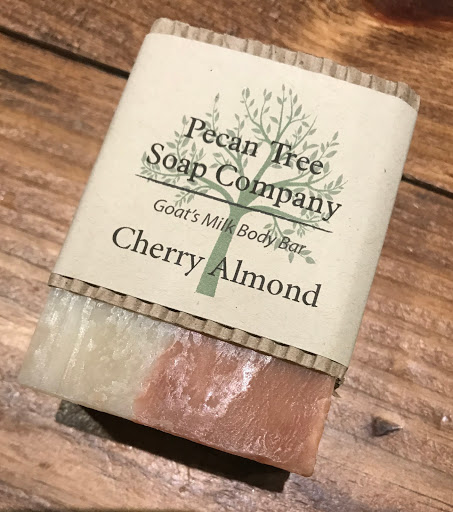 Pecan Tree
Soap Company
Goat's Milk Body Bar
Cherry Almond